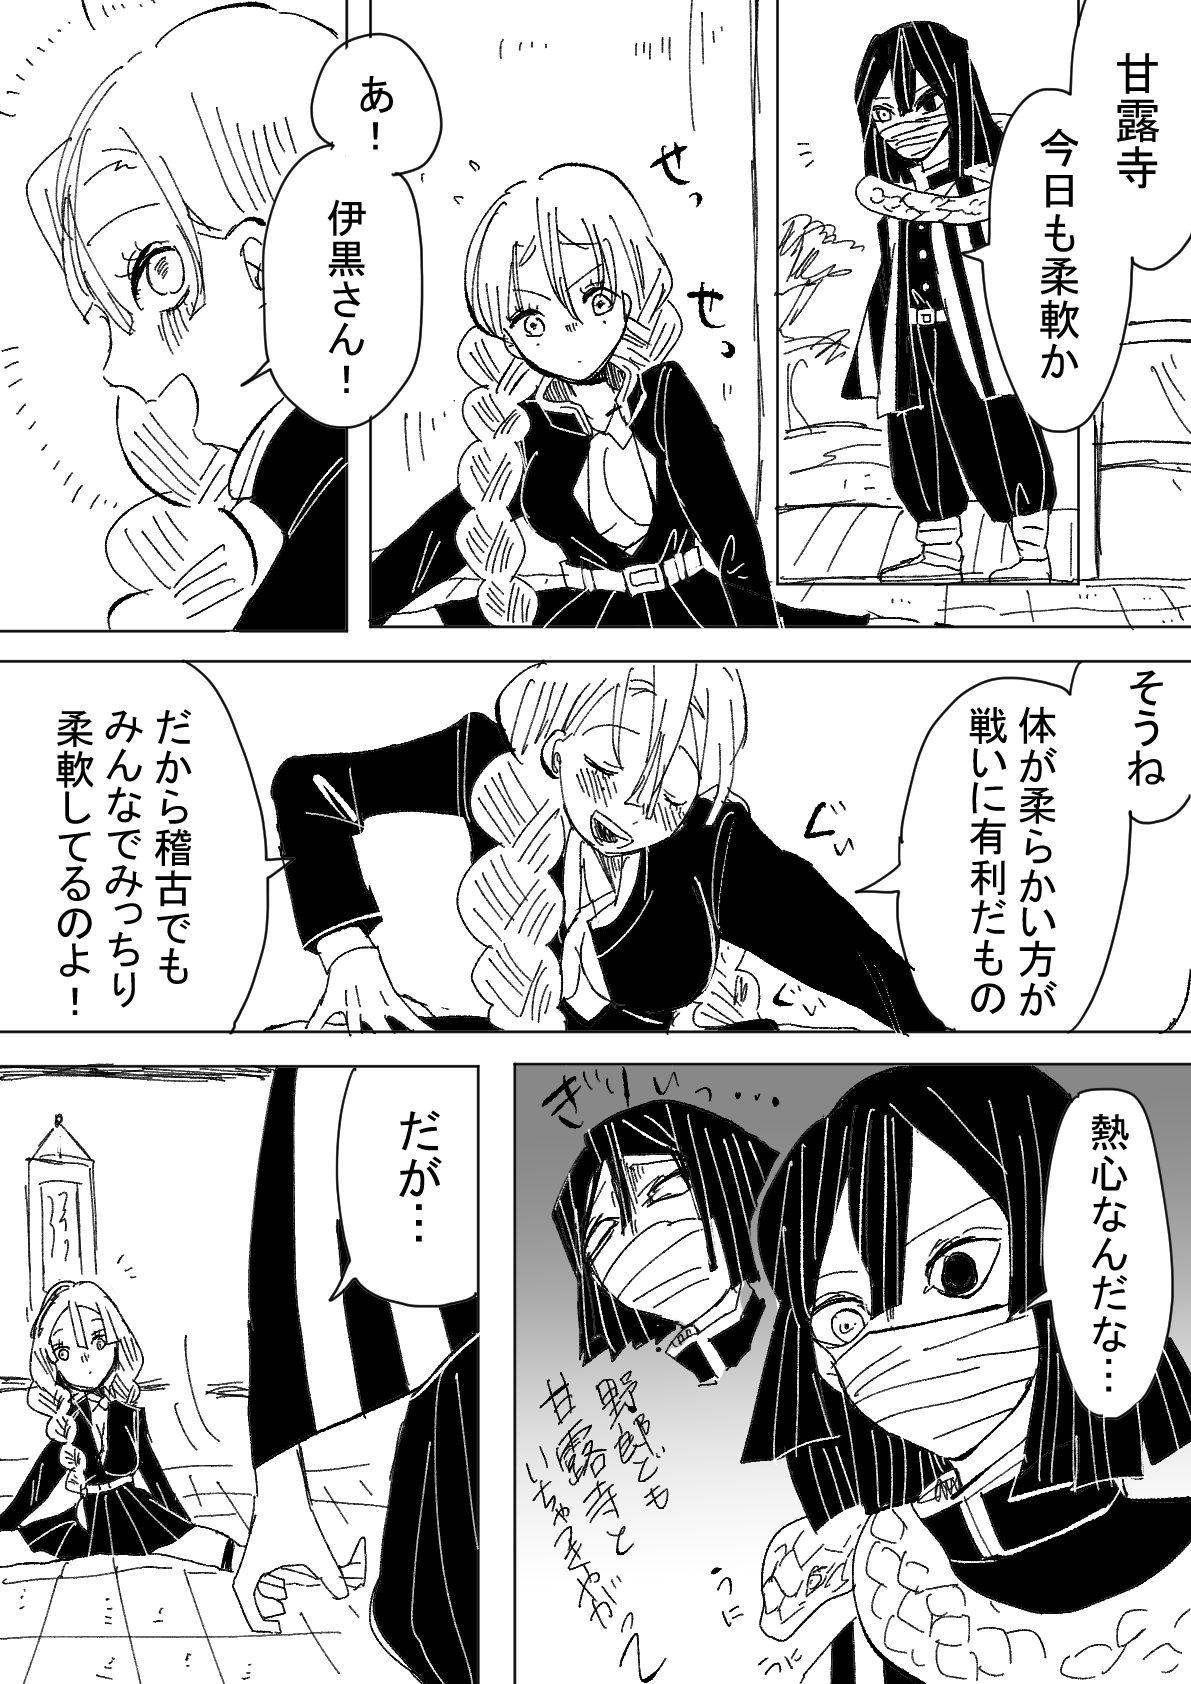 甘露寺
今日も柔軟か
せっ
せっ
あ!
伊黒さん!
そうね
体が柔らかい方が
戦いに有利だもの
ぐい
だから稽古でも
みんなでみっちり
柔軟してるのよ!
熱心なんだな…
ぎりぃっ…
野郎ども
甘露寺と
いちゃつきやがって
うに
うに
だが…